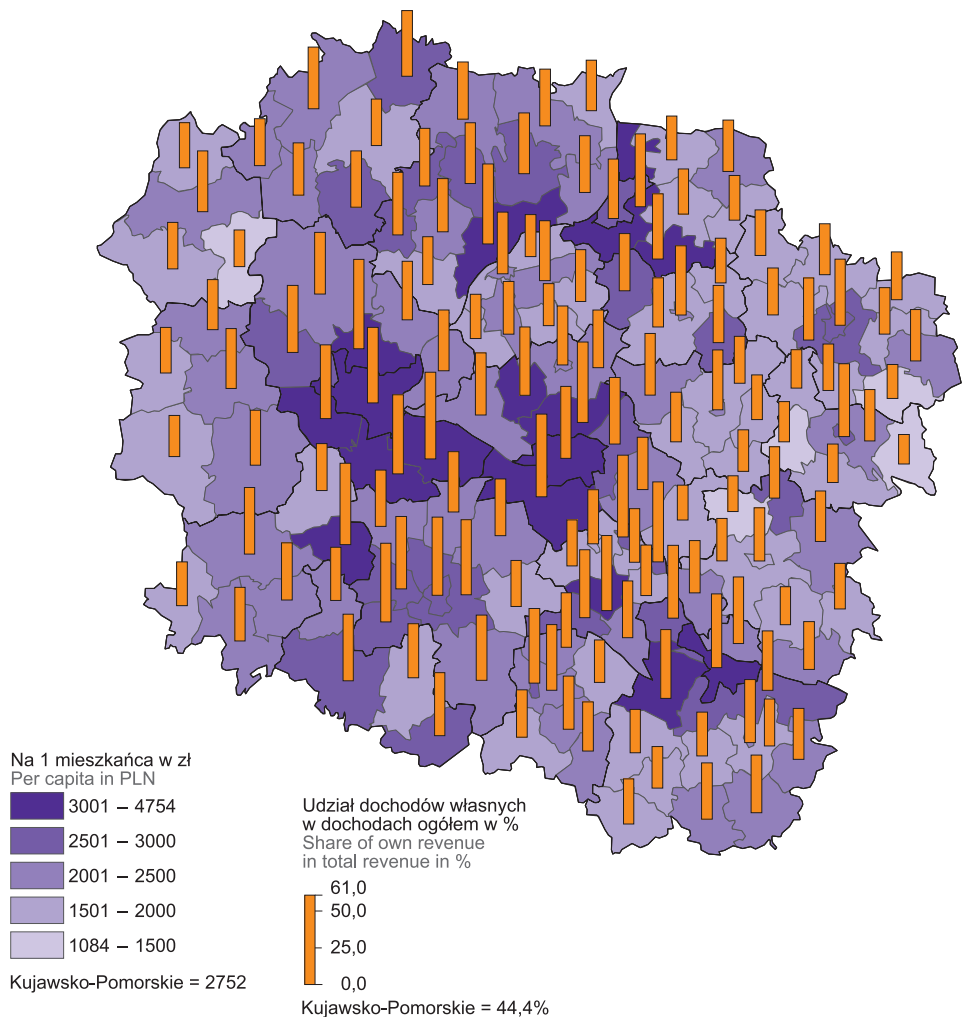 Na 1 mieszkańca w zł
Per capita in PLN
3001 – 4754
2501 – 3000
2001 – 2500
1501 – 2000
1084 – 1500
Kujawsko-Pomorskie = 2752
Udział dochodów własnych
w dochodach ogółem w %
Share of own revenue
in total revenue in %
61,0
50,0
25,0
0,0
Kujawsko-Pomorskie = 44,4%